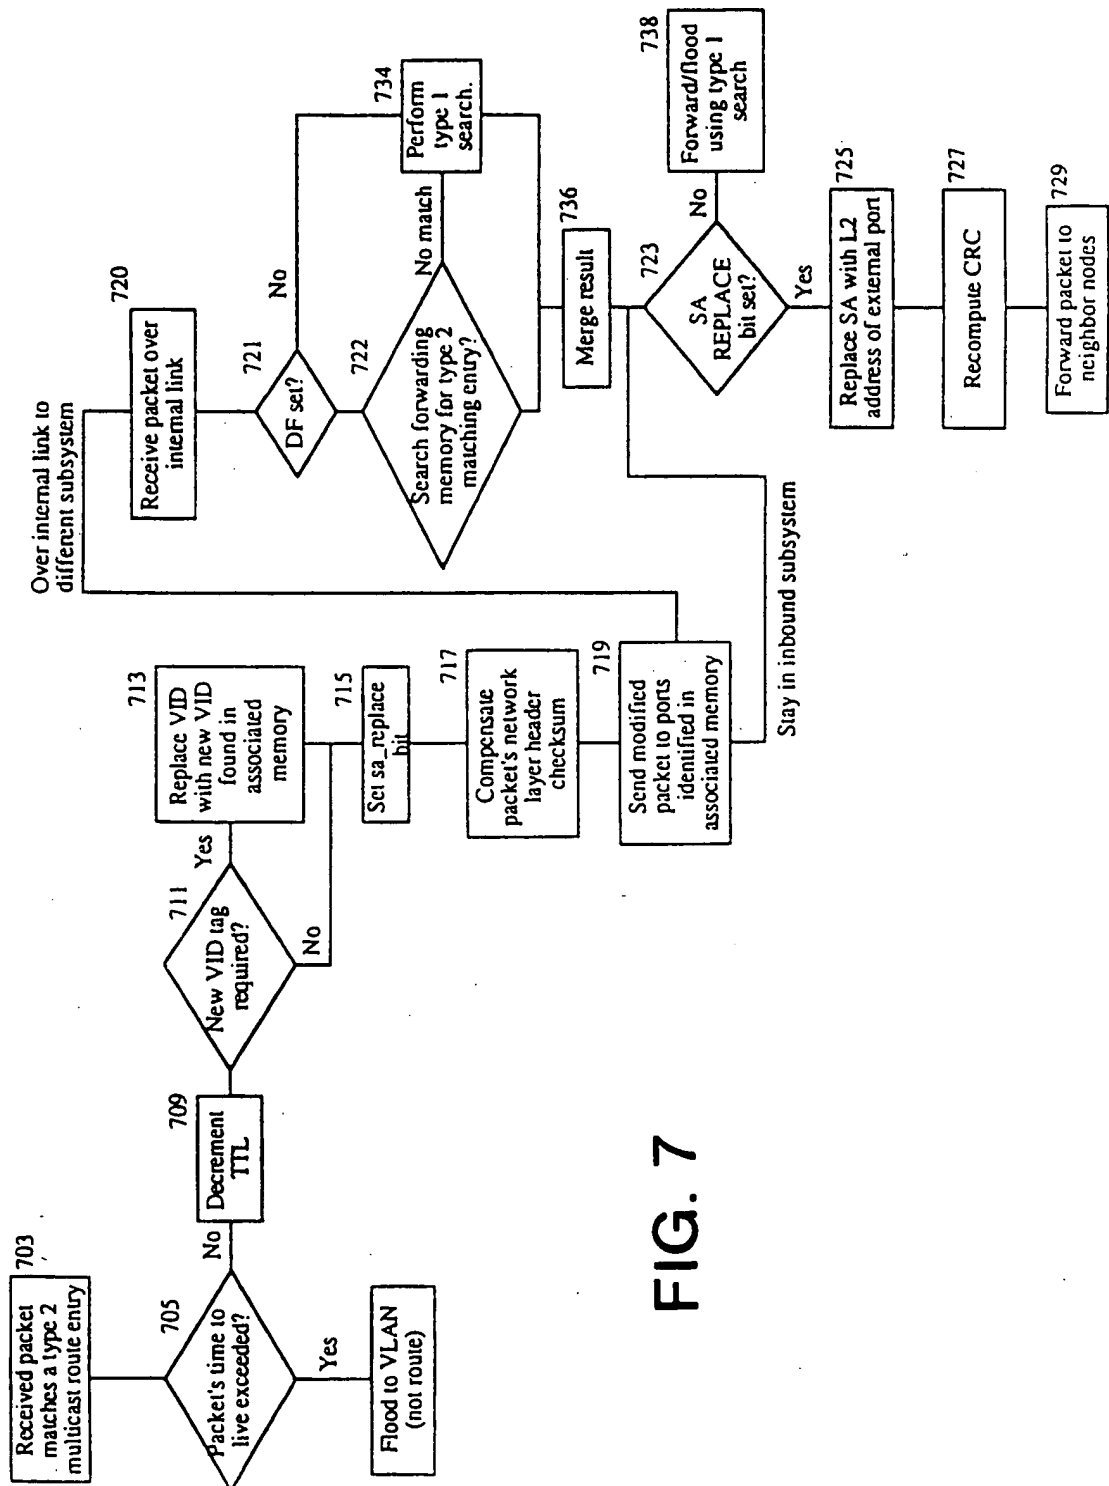 703
Received packet
matches a type 2
multicast route entry
705
Packet's time to
live exceeded?
Yes
Flood to VLAN
(not route)
No
709
Decrement
TTL
711
New VID tag
required?
Yes
No
713
Replace VID
with new VID
found in
associated
memory
715
Set sa_replace
bit
717
Compensate
packet's network
layer header
checksum
719
Send modified
packet to ports
identified in
associated memory
Over internal link to
different subsystem
Stay in inbound subsystem
720
Receive packet over
internal link
721
DF set?
No
722
Search forwarding
memory for type 2
matching entry?
No match
734
Perform
type 1
search.
736
Merge result
723
SA
REPLACE
bit set?
No
738
Forward/flood
using type 1
search
Yes
725
Replace SA with L2
address of external port
727
Recompute CRC
729
Forward packet to
neighbor nodes
FIG. 7